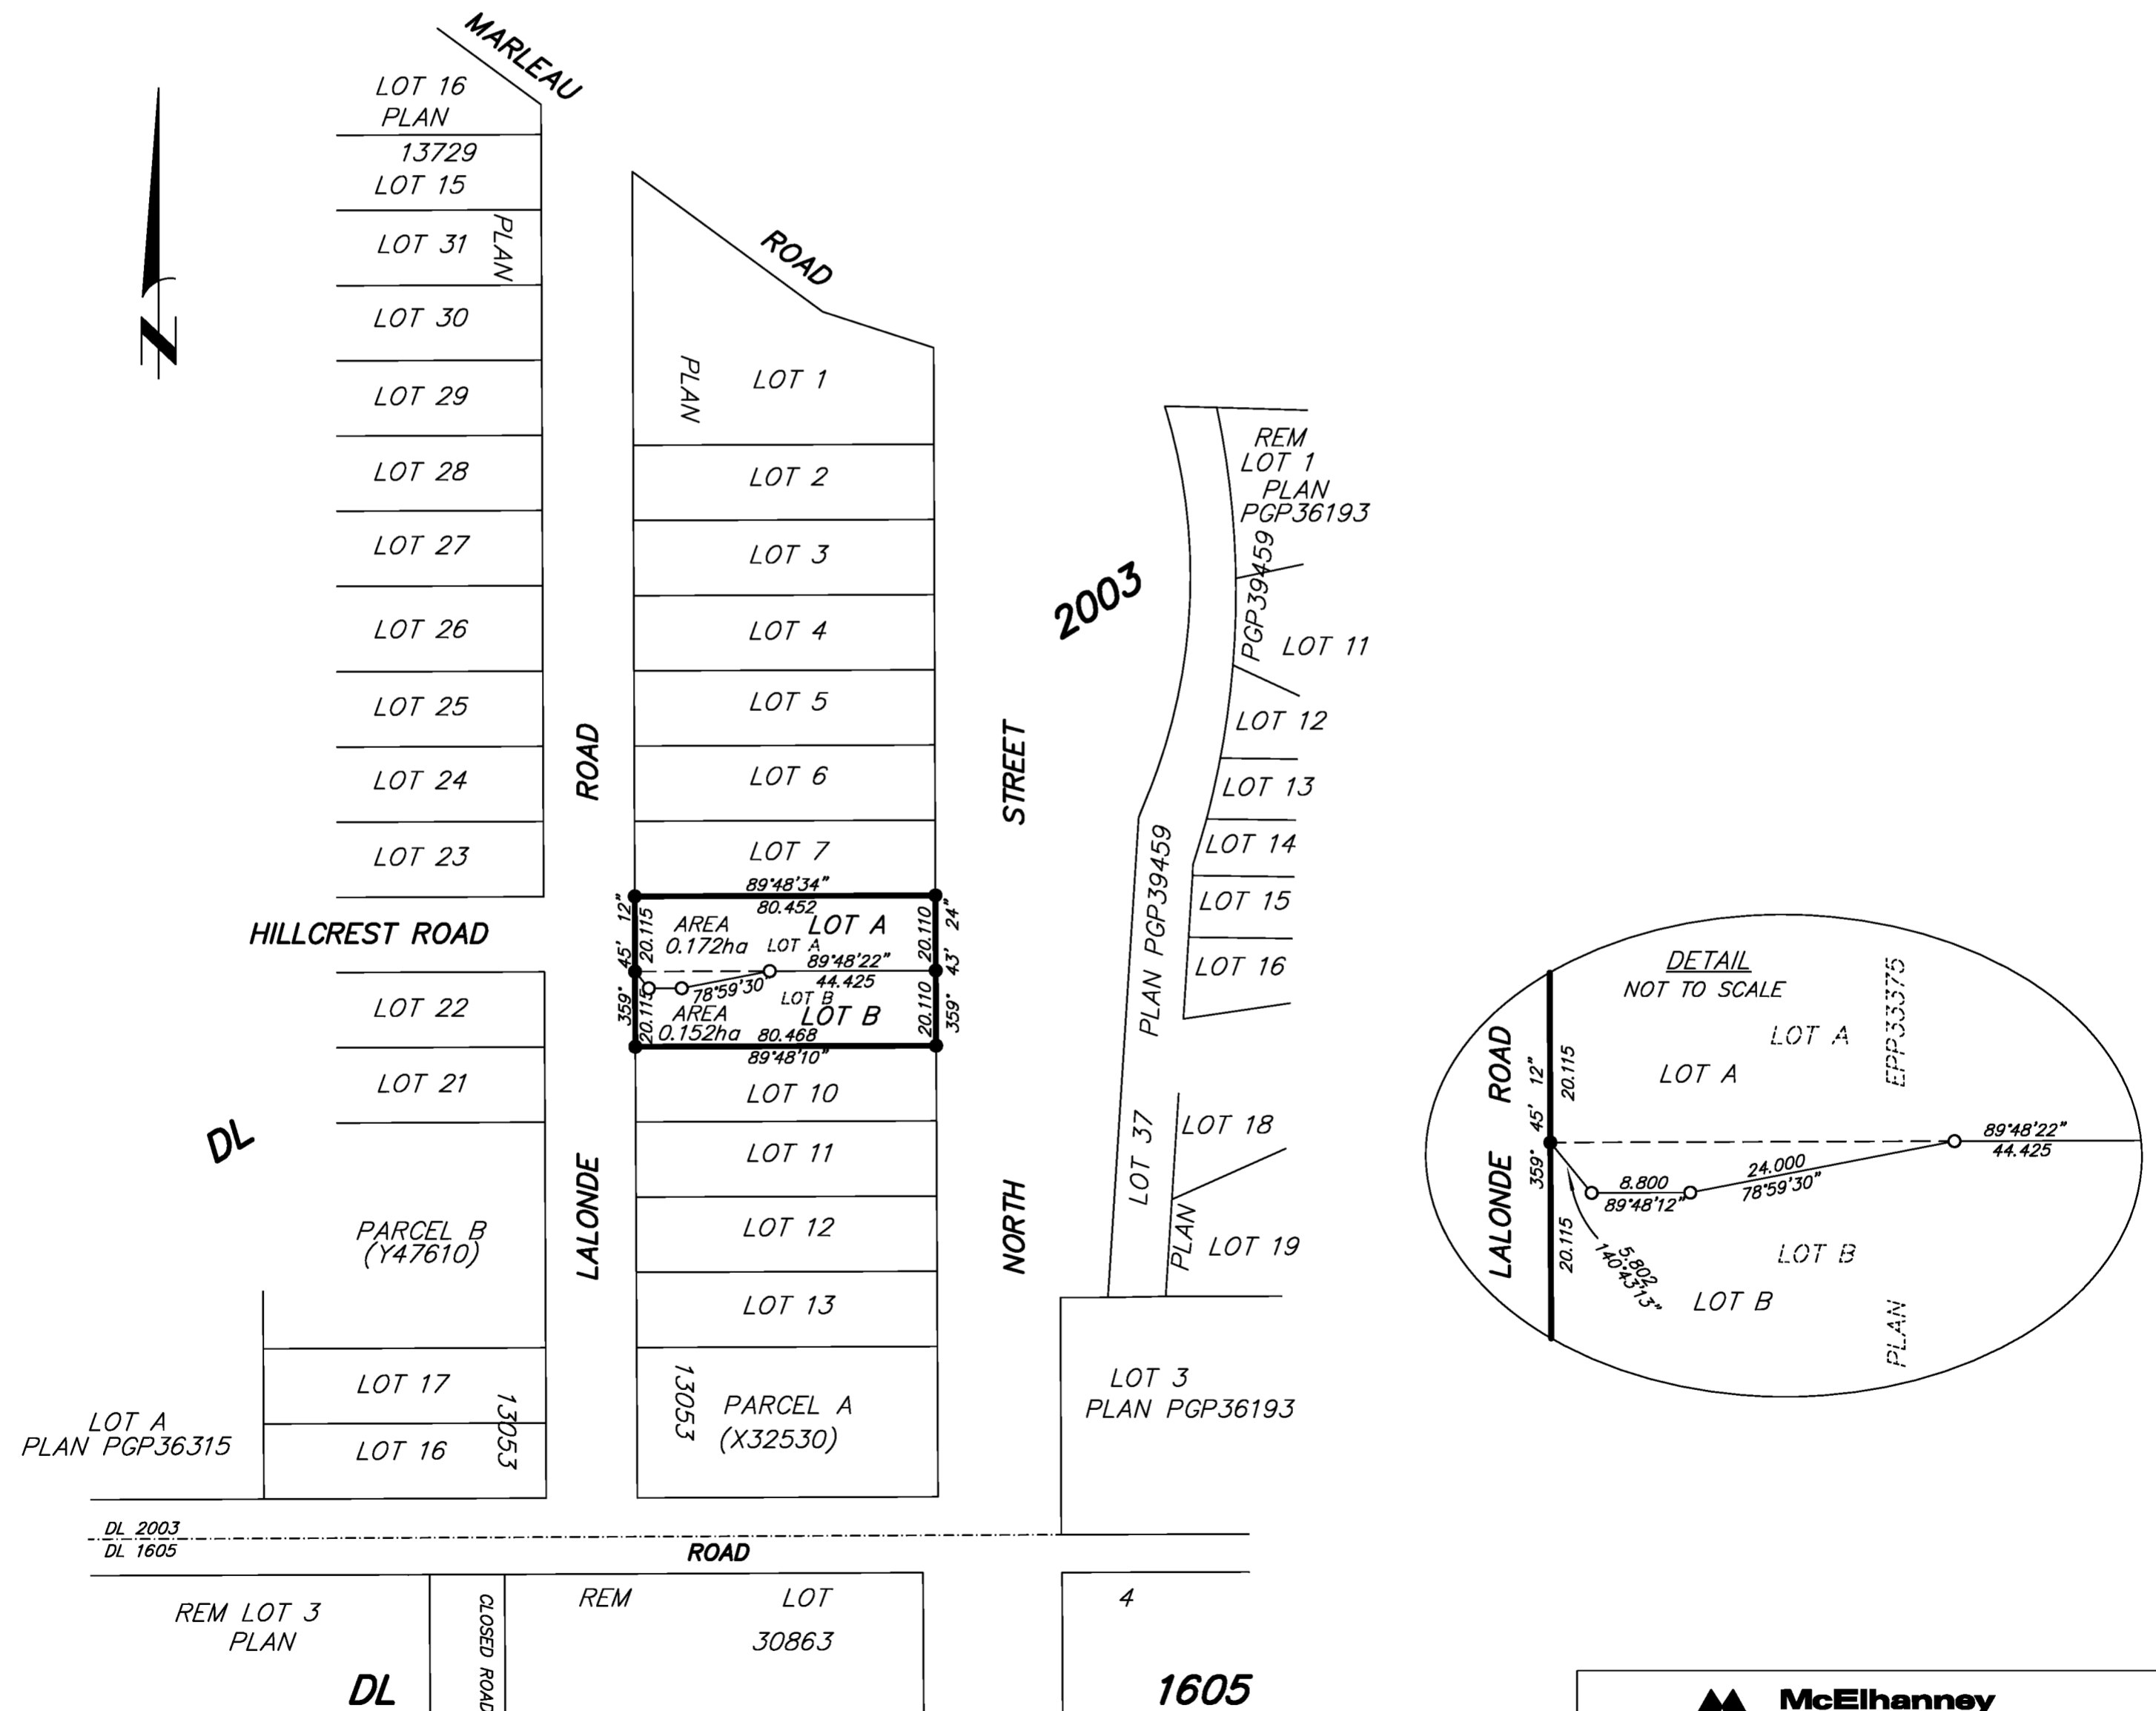 MARLEAU
LOT 16
PLAN
13729
LOT 15
PLAN
LOT 31
LOT 30
LOT 29
LOT 28
LOT 27
LOT 26
LOT 25
LOT 24
LOT 23
HILLCREST ROAD
LOT 22
LOT 21
DL
PARCEL B
(Y47610)
LOT 17
13053
LOT 16
LOT A
PLAN PGP36315
N
ROAD
LALONDE
ROAD
PLAN
LOT 1
LOT 2
LOT 3
LOT 4
LOT 5
LOT 6
LOT 7
89°48'34"
80.452
359° 45' 12"
20.115
AREA
0.172ha
LOT A
LOT A
20.110
359° 43' 24"
89°48'22"
44.425
78°59'30"
LOT B
20.115
AREA
0.152ha
LOT B
20.110
80.468
89°48'10"
LOT 10
LOT 11
LOT 12
LOT 13
13053
PARCEL A
(X32530)
STREET
NORTH
2003
REM
LOT 1
PLAN
PGP36193
PGP39459
LOT 11
LOT 12
LOT 13
LOT 14
LOT 15
LOT 16
PLAN PGP39459
LOT 37
LOT 18
PLAN
LOT 19
LOT 3
PLAN PGP36193
DL 2003
DL 1605
ROAD
REM LOT 3
PLAN
CLOSED ROAD
REM LOT 4
30863
DL 1605
DETAIL
NOT TO SCALE
LOT A
LOT A
EPP33375
LALONDE ROAD
359° 45' 12"
20.115
89°48'22"
44.425
24.000
78°59'30"
8.800
89°48'12"
20.115
5.802
140°43'13"
LOT B
LOT B
PLAN
McElhanney